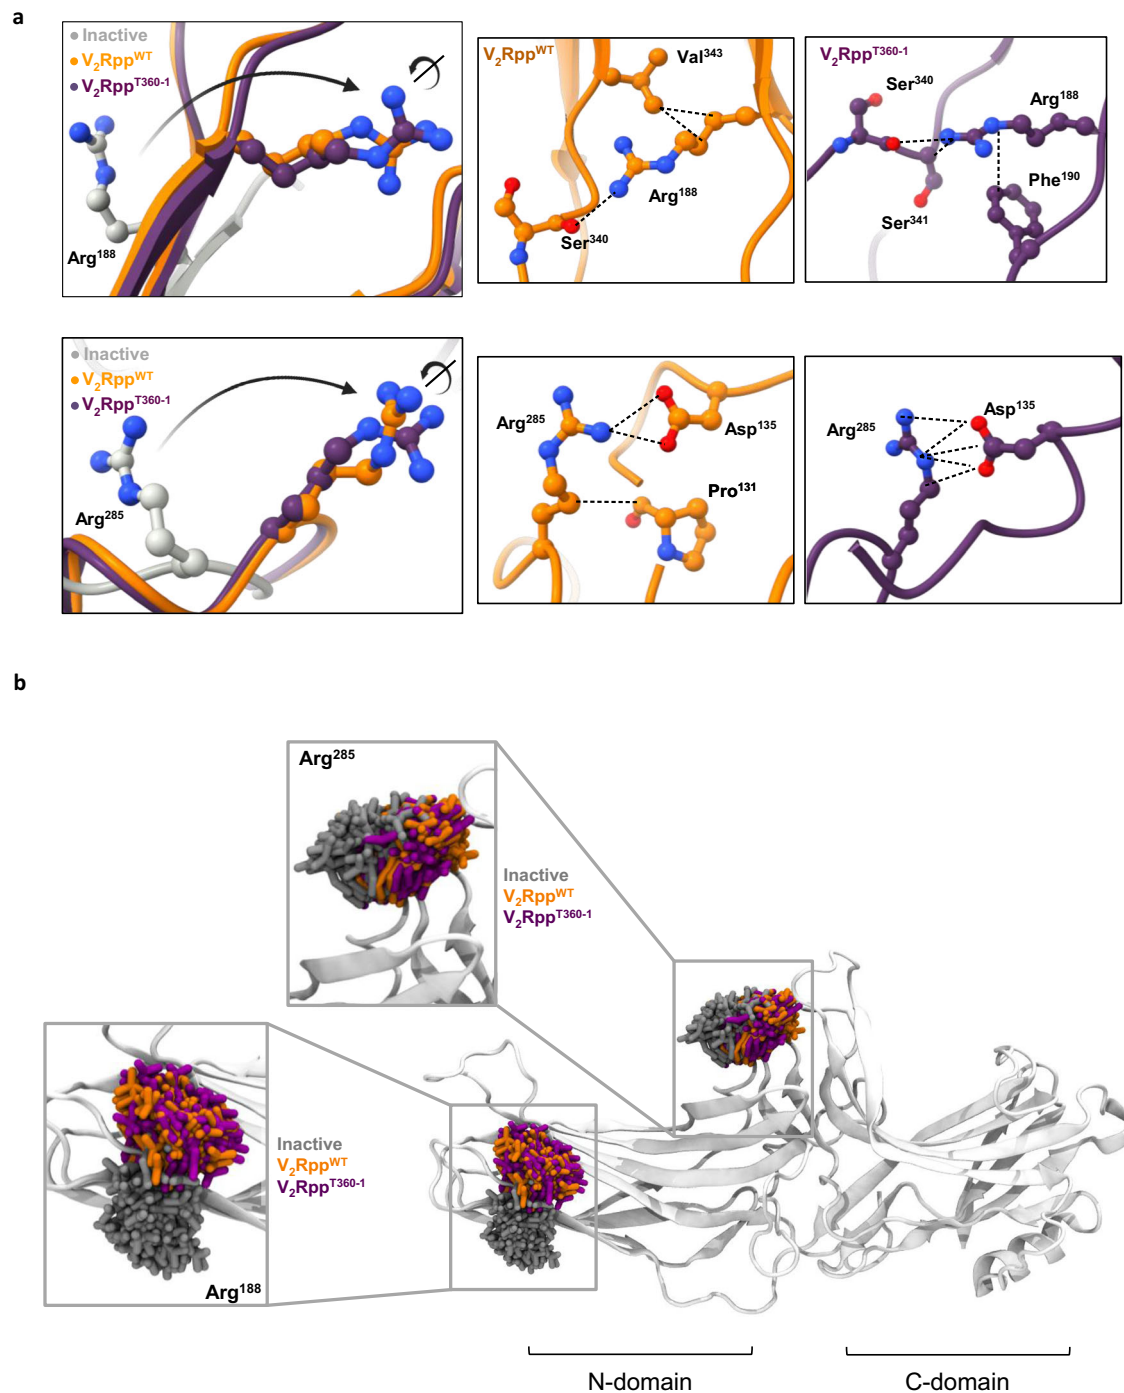 a
Inactive
V₂Rppᵂᵀ
V₂Rppᵀ³⁶⁰⁻¹
Arg¹⁸⁸
V₂Rppᵂᵀ
Val³⁴³
Arg¹⁸⁸
Ser³⁴⁰
V₂Rppᵀ³⁶⁰⁻¹
Ser³⁴⁰
Arg¹⁸⁸
Phe¹⁹⁰
Ser³⁴¹
Inactive
V₂Rppᵂᵀ
V₂Rppᵀ³⁶⁰⁻¹
Arg²⁸⁵
Arg²⁸⁵
Asp¹³⁵
Pro¹³¹
Asp¹³⁵
Arg²⁸⁵
b
Arg²⁸⁵
Inactive
V₂Rppᵂᵀ
V₂Rppᵀ³⁶⁰⁻¹
Inactive
V₂Rppᵂᵀ
V₂Rppᵀ³⁶⁰⁻¹
Arg¹⁸⁸
N-domain
C-domain